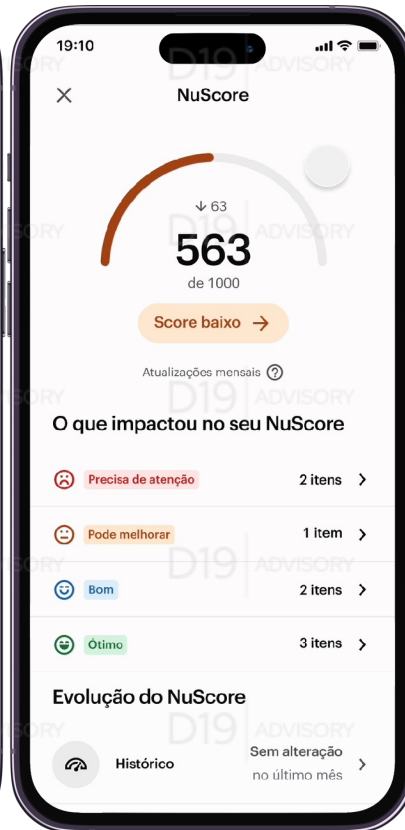 19:10
NuScore
↓ 63
563
de 1000
Score baixo →
Atualizações mensais ?
O que impactou no seu NuScore
Precisa de atenção 2 itens
Pode melhorar 1 item
Bom 2 itens
Ótimo 3 itens
Evolução do NuScore
Histórico Sem alteração
no último mês
D19 ADVISORY